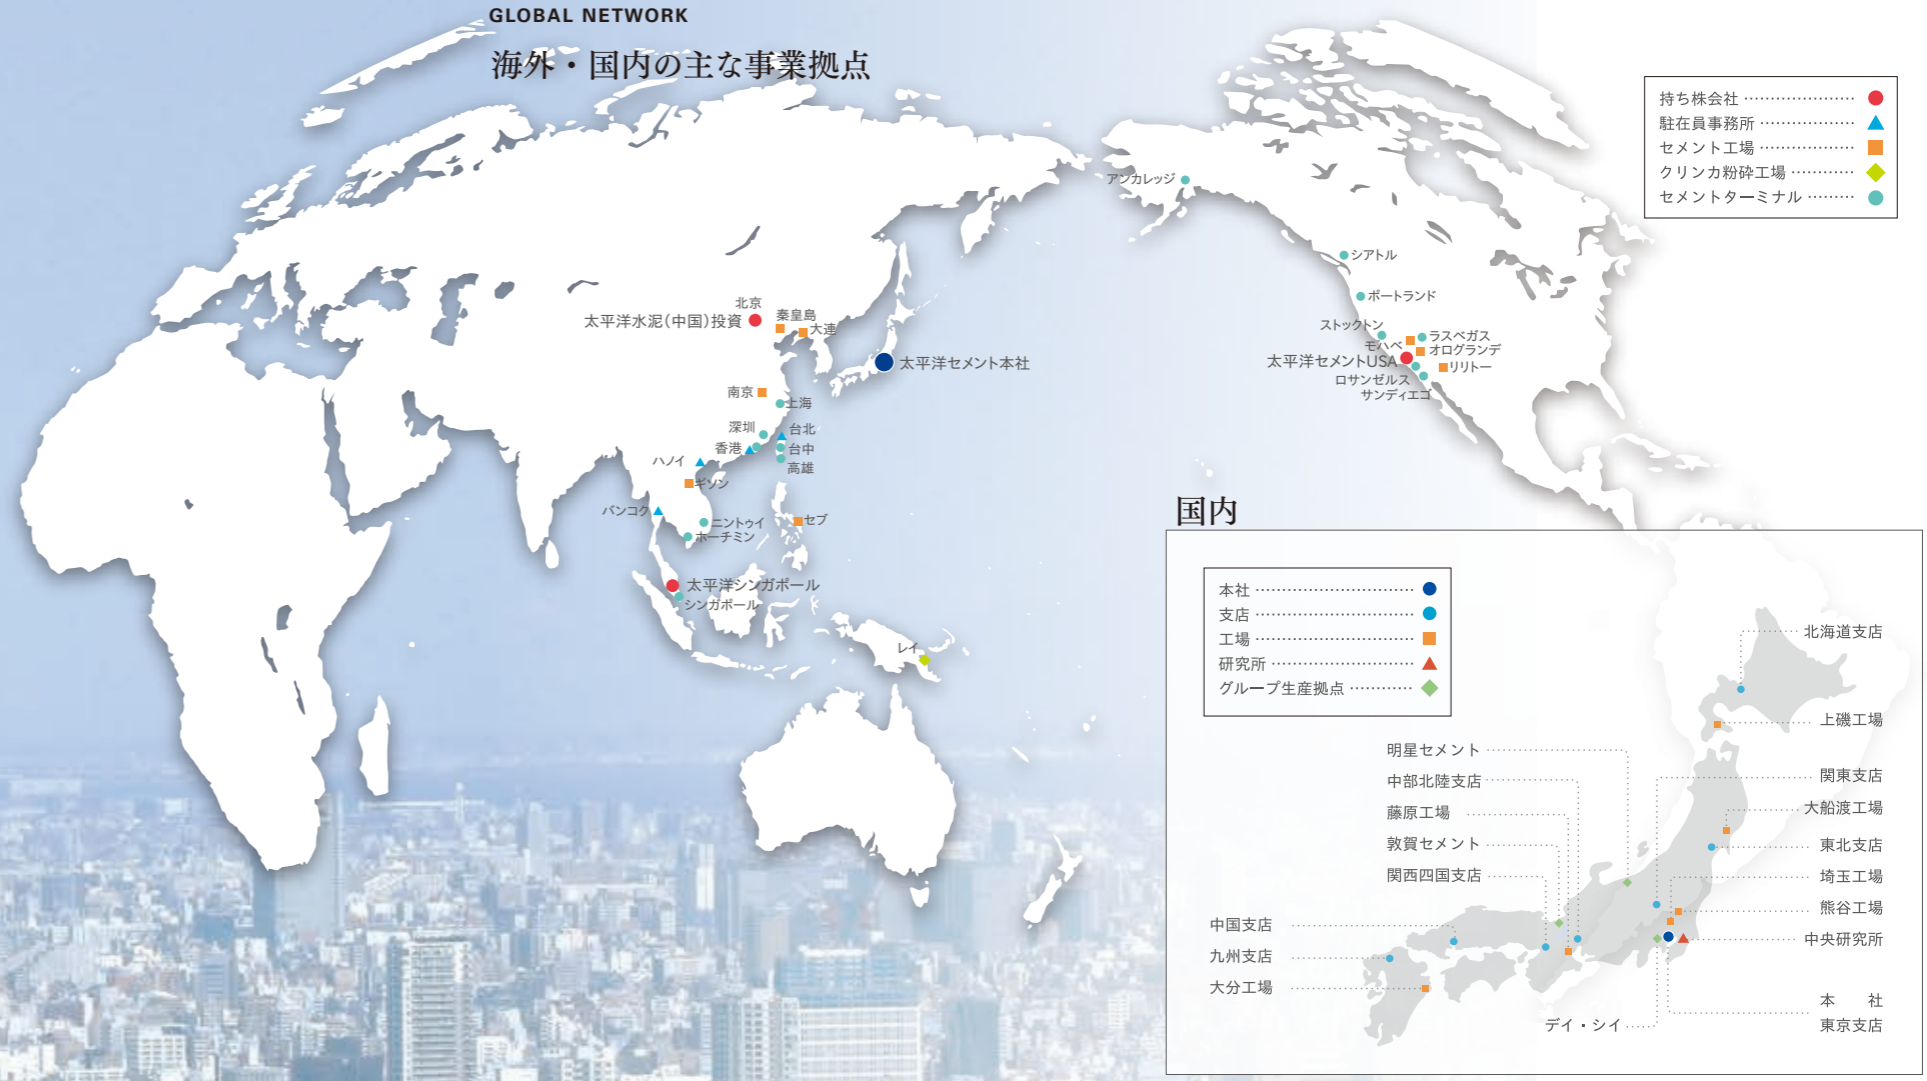 GLOBAL NETWORK
海外・国内の主な事業拠点
持ち株会社
駐在員事務所
セメント工場
クリンカ粉砕工場
セメントターミナル
アンカレッジ
シアトル
ポートランド
ストックトン
ラスベガス
モハベ
オログランデ
太平洋セメントUSA
リリトー
ロサンゼルス
サンディエゴ
北京
太平洋水泥(中国)投資
秦皇島
大連
太平洋セメント本社
南京
上海
深圳
台北
香港
台中
高雄
ハノイ
ギソン
バンコク
ニントゥイ
セブ
ホーチミン
太平洋シンガポール
シンガポール
レイ
国内
本社
支店
工場
研究所
グループ生産拠点
北海道支店
上磯工場
明星セメント
関東支店
中部北陸支店
大船渡工場
藤原工場
東北支店
敦賀セメント
関西四国支店
埼玉工場
熊谷工場
中国支店
中央研究所
九州支店
大分工場
本 社
東京支店
デイ・シイ